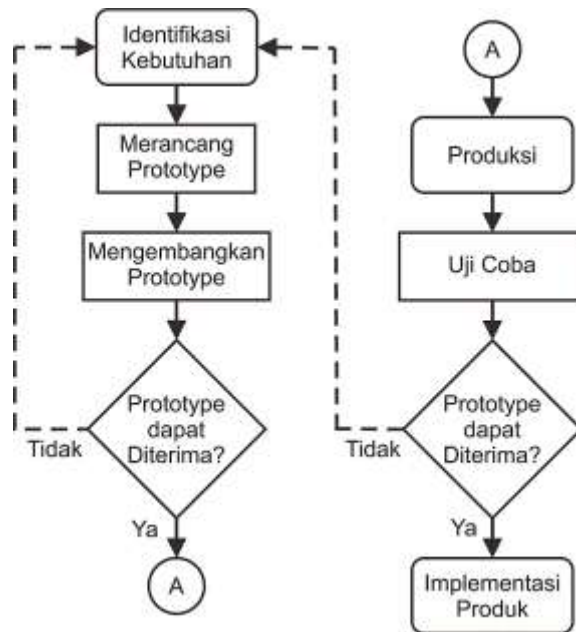 Identifikasi
Kebutuhan
Merancang
Prototype
Mengembangkan
Prototype
Prototype
dapat
Diterima?
Tidak
Ya
A
A
Produksi
Uji Coba
Prototype
dapat
Diterima?
Tidak
Ya
Implementasi
Produk